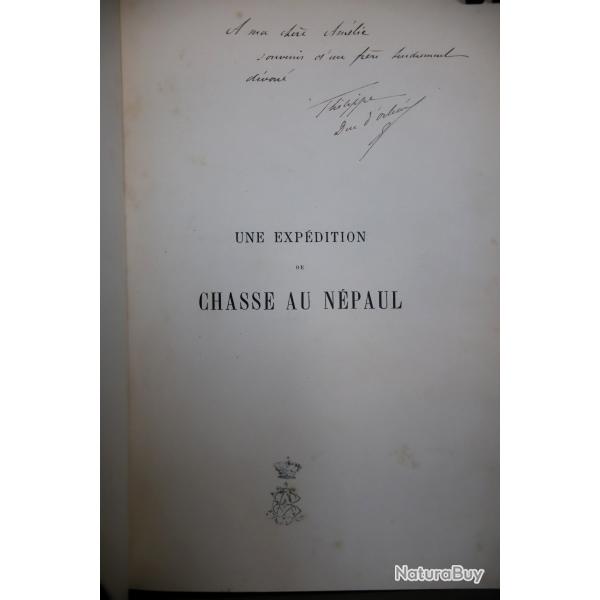 A ma chère Amélie
souvenir d'un frère tendrement
dévoué
Philippe
Duc d'Orléans
UNE EXPÉDITION
DE
CHASSE AU NÉPAUL
NaturaBuy